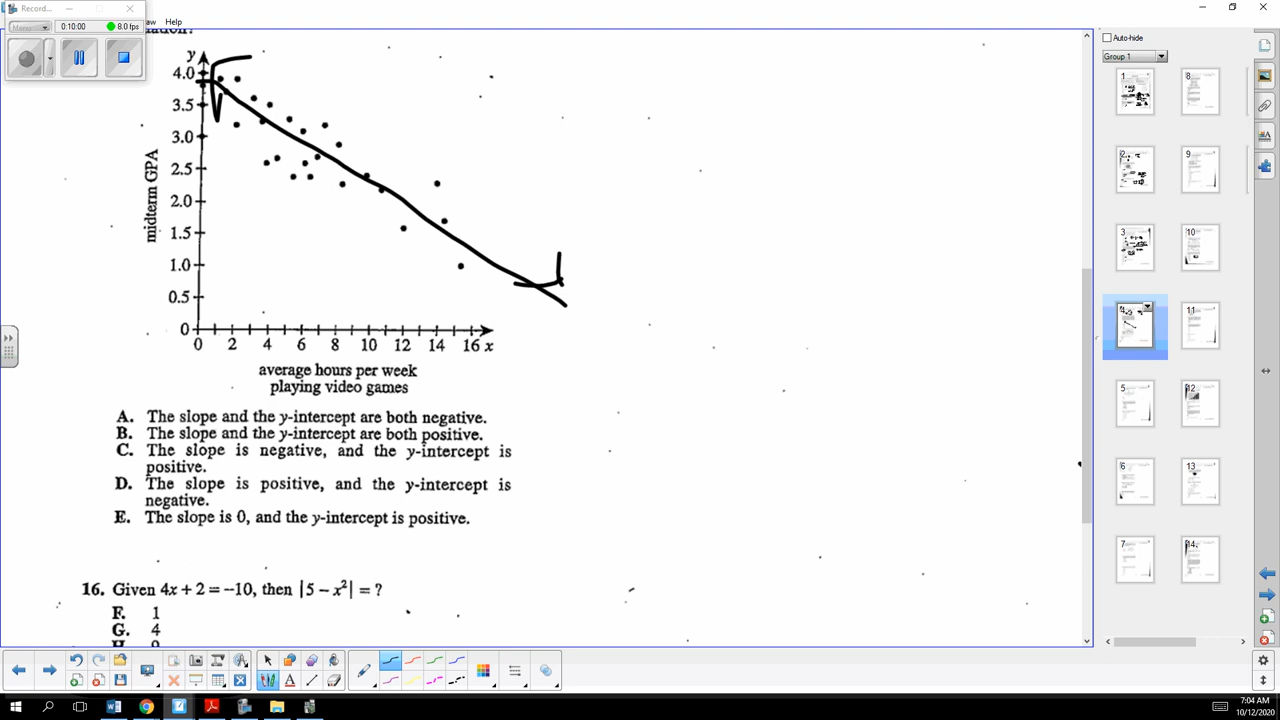 Record...
Menu
0:10:00
8.0 fps
aw Help
y
4.0
3.5
3.0
2.5
2.0
1.5
1.0
0.5
0
midterm GPA
0 2 4 6 8 10 12 14 16 x
average hours per week
playing video games
A. The slope and the y-intercept are both negative.
B. The slope and the y-intercept are both positive.
C. The slope is negative, and the y-intercept is
positive.
D. The slope is positive, and the y-intercept is
negative.
E. The slope is 0, and the y-intercept is positive.
16. Given 4x + 2 = –10, then |5 – x²| = ?
F. 1
G. 4
Auto-hide
Group 1
1
8
2
9
3
10
4
11
5
12
6
13
7
14
7:04 AM
10/12/2020